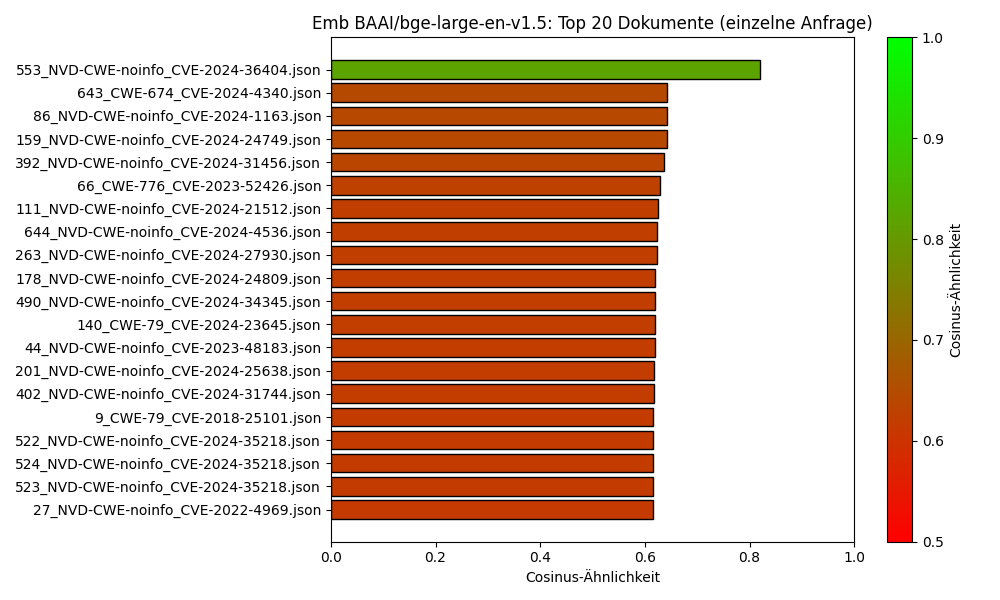 Emb BAAI/bge-large-en-v1.5: Top 20 Dokumente (einzelne Anfrage)
553_NVD-CWE-noinfo_CVE-2024-36404.json
643_CWE-674_CVE-2024-4340.json
86_NVD-CWE-noinfo_CVE-2024-1163.json
159_NVD-CWE-noinfo_CVE-2024-24749.json
392_NVD-CWE-noinfo_CVE-2024-31456.json
66_CWE-776_CVE-2023-52426.json
111_NVD-CWE-noinfo_CVE-2024-21512.json
644_NVD-CWE-noinfo_CVE-2024-4536.json
263_NVD-CWE-noinfo_CVE-2024-27930.json
178_NVD-CWE-noinfo_CVE-2024-24809.json
490_NVD-CWE-noinfo_CVE-2024-34345.json
140_CWE-79_CVE-2024-23645.json
44_NVD-CWE-noinfo_CVE-2023-48183.json
201_NVD-CWE-noinfo_CVE-2024-25638.json
402_NVD-CWE-noinfo_CVE-2024-31744.json
9_CWE-79_CVE-2018-25101.json
522_NVD-CWE-noinfo_CVE-2024-35218.json
524_NVD-CWE-noinfo_CVE-2024-35218.json
523_NVD-CWE-noinfo_CVE-2024-35218.json
27_NVD-CWE-noinfo_CVE-2022-4969.json
0.0 0.2 0.4 0.6 0.8 1.0
Cosinus-Ähnlichkeit
1.0
0.9
0.8
0.7
0.6
0.5
Cosinus-Ähnlichkeit